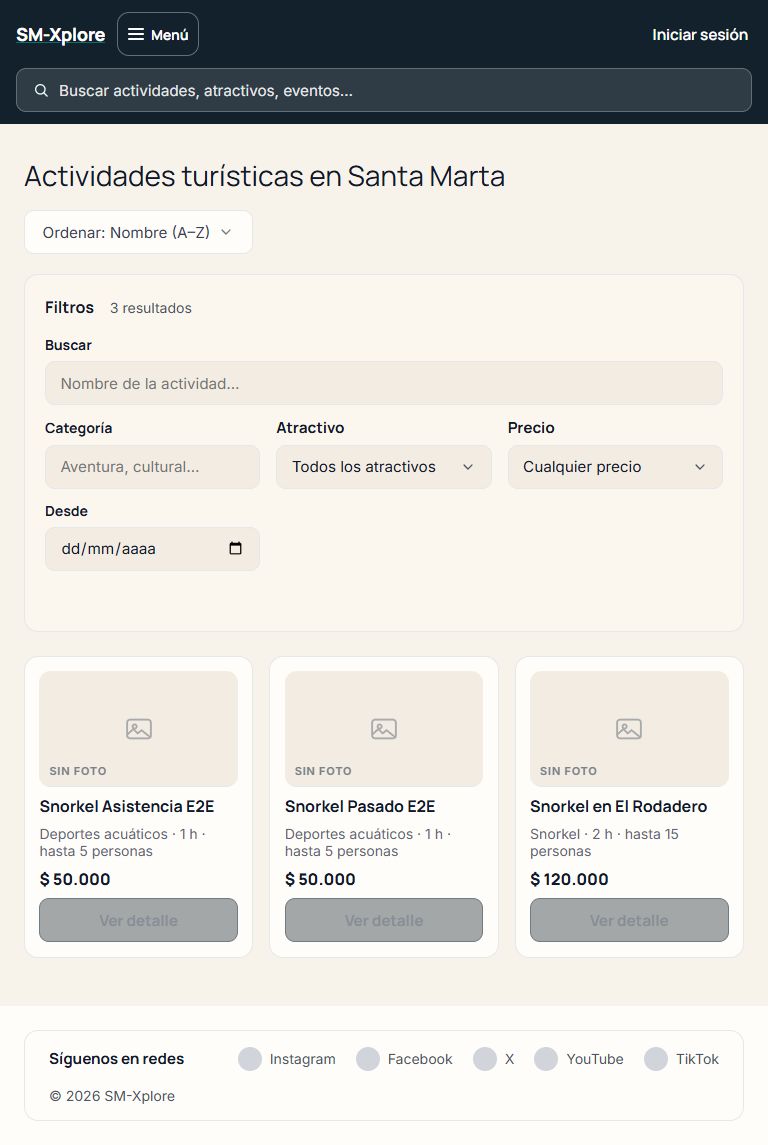 SM-Xplore
Menú
Iniciar sesión
Buscar actividades, atractivos, eventos...
Actividades turísticas en Santa Marta
Ordenar: Nombre (A–Z)
Filtros 3 resultados
Buscar
Nombre de la actividad...
Categoría Atractivo Precio
Aventura, cultural... Todos los atractivos Cualquier precio
Desde
dd/mm/aaaa
SIN FOTO
Snorkel Asistencia E2E
Deportes acuáticos · 1 h ·
hasta 5 personas
$ 50.000
Ver detalle
SIN FOTO
Snorkel Pasado E2E
Deportes acuáticos · 1 h ·
hasta 5 personas
$ 50.000
Ver detalle
SIN FOTO
Snorkel en El Rodadero
Snorkel · 2 h · hasta 15
personas
$ 120.000
Ver detalle
Síguenos en redes Instagram Facebook X YouTube TikTok
© 2026 SM-Xplore